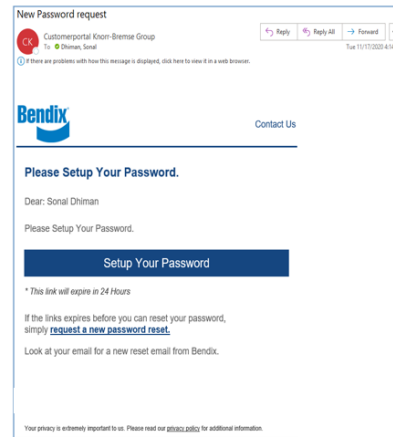 New Password request
Reply
Reply All
Forward
CK
Customerportal Knorr-Bremse Group
To Dhiman, Sonal
Tue 11/17/2020 4:14
If there are problems with how this message is displayed, click here to view it in a web browser.
Bendix
Contact Us
Please Setup Your Password.
Dear: Sonal Dhiman
Please Setup Your Password.
Setup Your Password
* This link will expire in 24 Hours
If the links expires before you can reset your password,
simply request a new password reset.
Look at your email for a new reset email from Bendix.
Your privacy is extremely important to us. Please read our privacy policy for additional information.